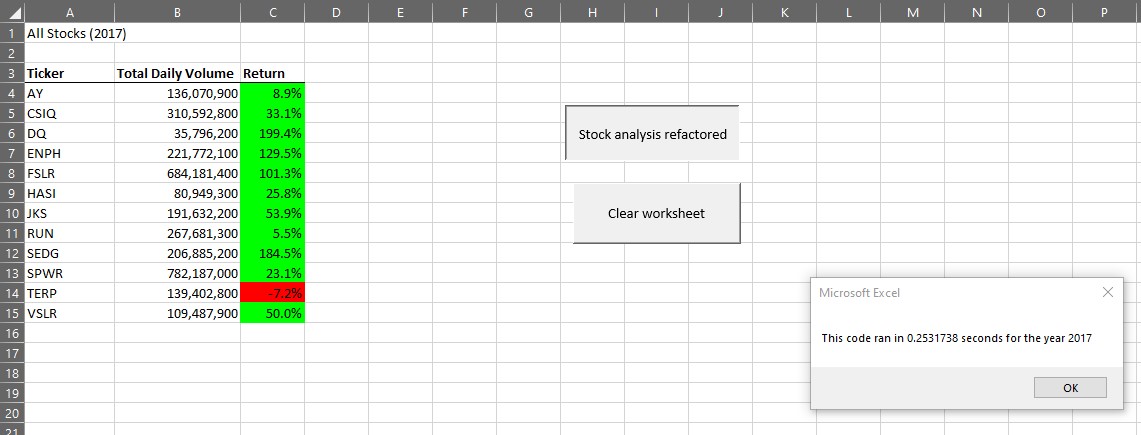 A B C D E F G H I J K L M N O P
1 All Stocks (2017)
2
3 Ticker Total Daily Volume Return
4 AY 136,070,900 8.9%
5 CSIQ 310,592,800 33.1%
6 DQ 35,796,200 199.4%
7 ENPH 221,772,100 129.5%
8 FSLR 684,181,400 101.3%
9 HASI 80,949,300 25.8%
10 JKS 191,632,200 53.9%
11 RUN 267,681,300 5.5%
12 SEDG 206,885,200 184.5%
13 SPWR 782,187,000 23.1%
14 TERP 139,402,800 -7.2%
15 VSLR 109,487,900 50.0%
16
17
18
19
20
21
Stock analysis refactored
Clear worksheet
Microsoft Excel
This code ran in 0.2531738 seconds for the year 2017
OK